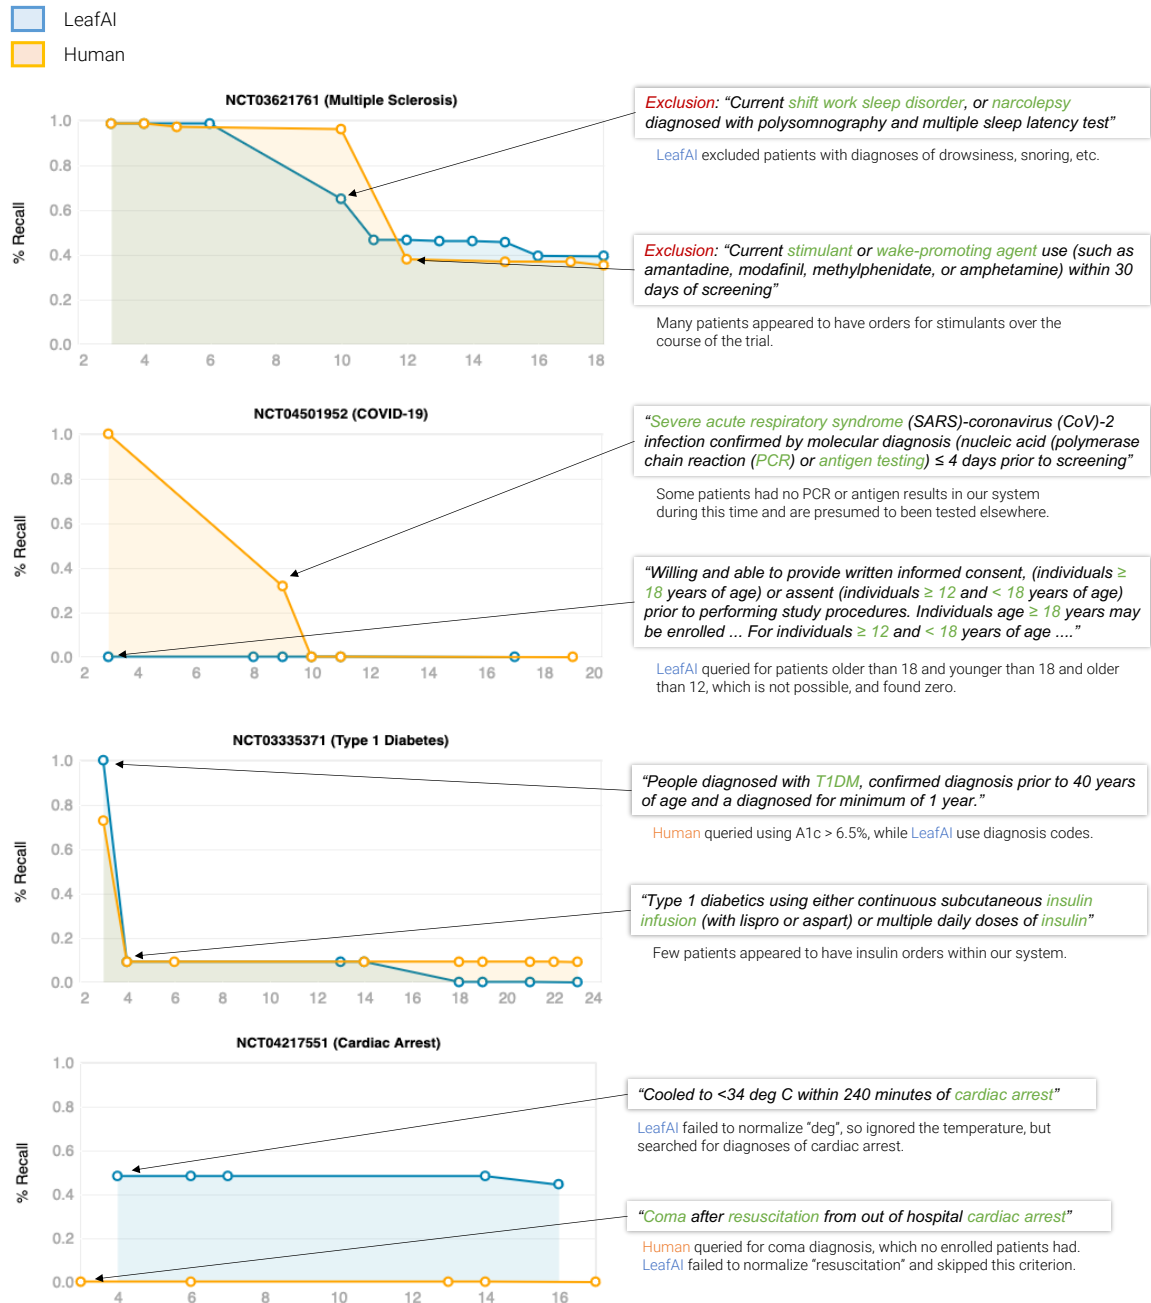 LeafAI
Human
NCT03621761 (Multiple Sclerosis)
1.0
0.8
0.6
0.4
0.2
0.0
% Recall
2 4 6 8 10 12 14 16 18
Exclusion: “Current shift work sleep disorder, or narcolepsy
diagnosed with polysomnography and multiple sleep latency test”
LeafAI excluded patients with diagnoses of drowsiness, snoring, etc.
Exclusion: “Current stimulant or wake-promoting agent use (such as
amantadine, modafinil, methylphenidate, or amphetamine) within 30
days of screening”
Many patients appeared to have orders for stimulants over the
course of the trial.
NCT04501952 (COVID-19)
1.0
0.8
0.6
0.4
0.2
0.0
% Recall
2 4 6 8 10 12 14 16 18 20
“Severe acute respiratory syndrome (SARS)-coronavirus (CoV)-2
infection confirmed by molecular diagnosis (nucleic acid (polymerase
chain reaction (PCR) or antigen testing) ≤ 4 days prior to screening”
Some patients had no PCR or antigen results in our system
during this time and are presumed to been tested elsewhere.
“Willing and able to provide written informed consent, (individuals ≥
18 years of age) or assent (individuals ≥ 12 and < 18 years of age)
prior to performing study procedures. Individuals age ≥ 18 years may
be enrolled ... For individuals ≥ 12 and < 18 years of age ....”
LeafAI queried for patients older than 18 and younger than 18 and older
than 12, which is not possible, and found zero.
NCT03335371 (Type 1 Diabetes)
1.0
0.8
0.6
0.4
0.2
0.0
% Recall
2 4 6 8 10 12 14 16 18 20 22 24
“People diagnosed with T1DM, confirmed diagnosis prior to 40 years
of age and a diagnosed for minimum of 1 year.”
Human queried using A1c > 6.5%, while LeafAI use diagnosis codes.
“Type 1 diabetics using either continuous subcutaneous insulin
infusion (with lispro or aspart) or multiple daily doses of insulin”
Few patients appeared to have insulin orders within our system.
NCT04217551 (Cardiac Arrest)
1.0
0.8
0.6
0.4
0.2
0.0
% Recall
4 6 8 10 12 14 16
“Cooled to <34 deg C within 240 minutes of cardiac arrest”
LeafAI failed to normalize “deg”, so ignored the temperature, but
searched for diagnoses of cardiac arrest.
“Coma after resuscitation from out of hospital cardiac arrest”
Human queried for coma diagnosis, which no enrolled patients had.
LeafAI failed to normalize “resuscitation” and skipped this criterion.